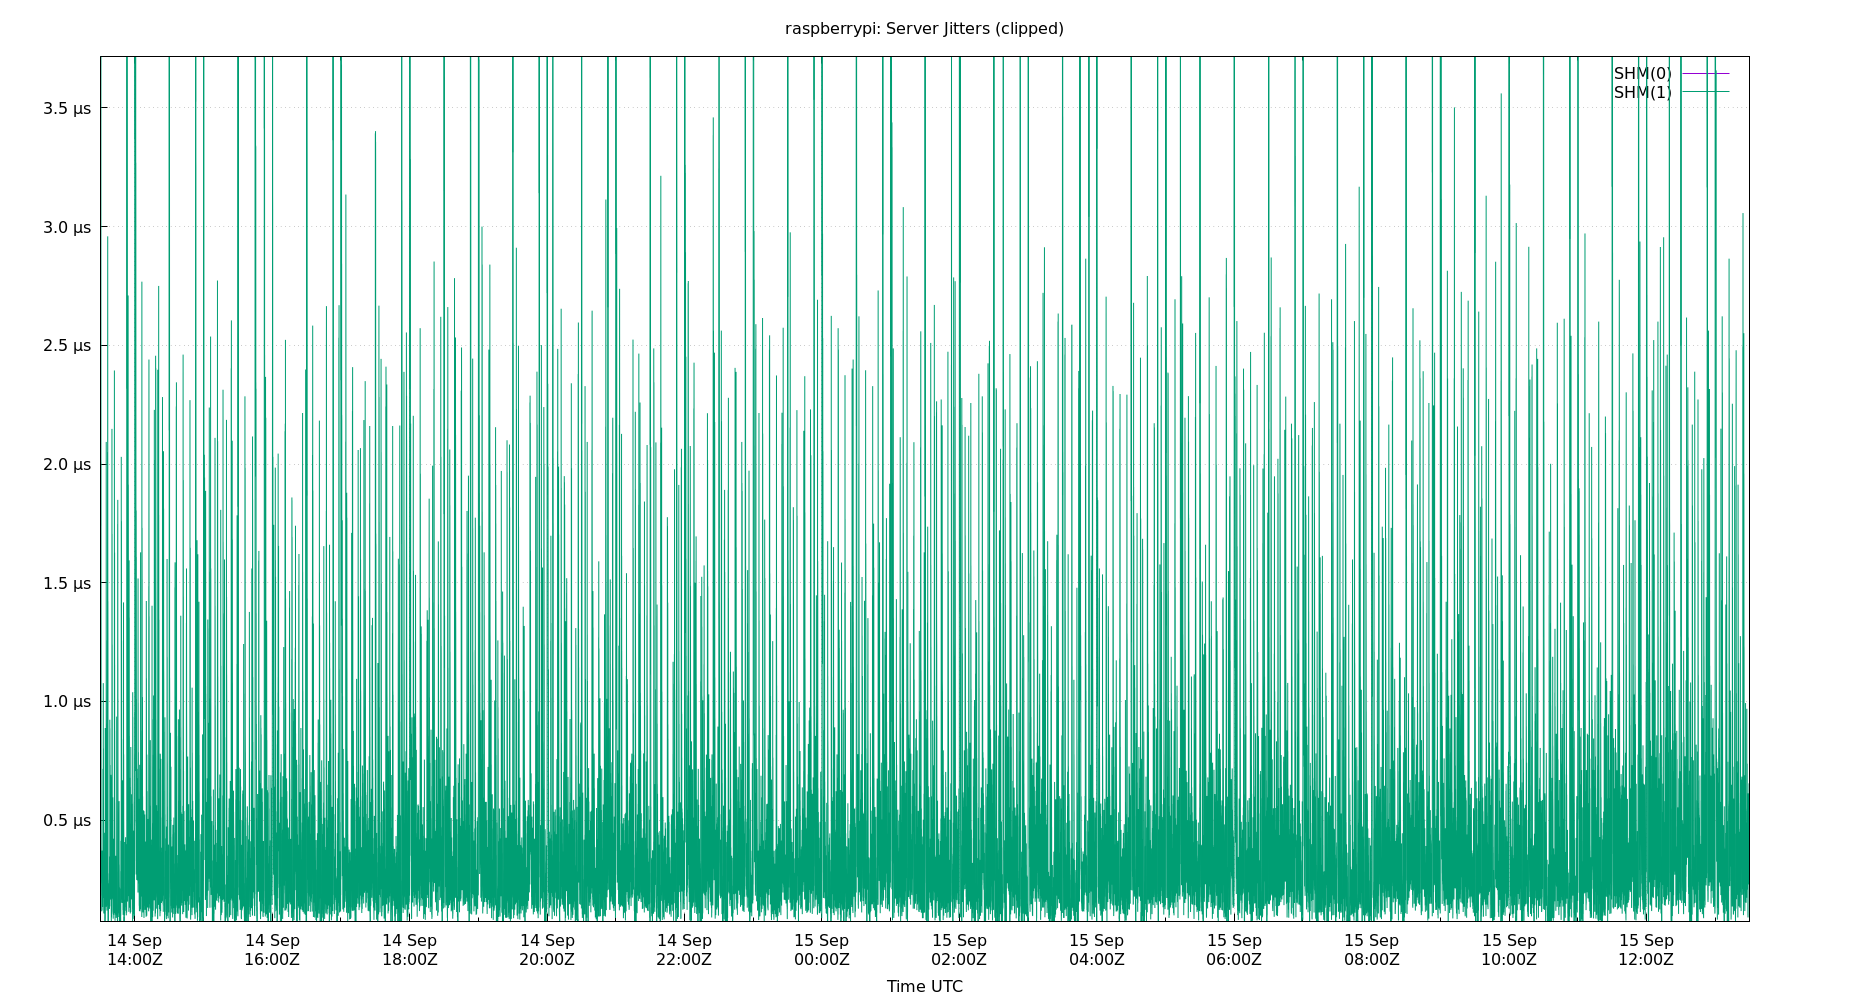 raspberrypi: Server Jitters (clipped)
SHM(0)
SHM(1)
3.5 µs
3.0 µs
2.5 µs
2.0 µs
1.5 µs
1.0 µs
0.5 µs
14 Sep 14 Sep 14 Sep 14 Sep 14 Sep 15 Sep 15 Sep 15 Sep 15 Sep 15 Sep 15 Sep 15 Sep
14:00Z 16:00Z 18:00Z 20:00Z 22:00Z 00:00Z 02:00Z 04:00Z 06:00Z 08:00Z 10:00Z 12:00Z
Time UTC